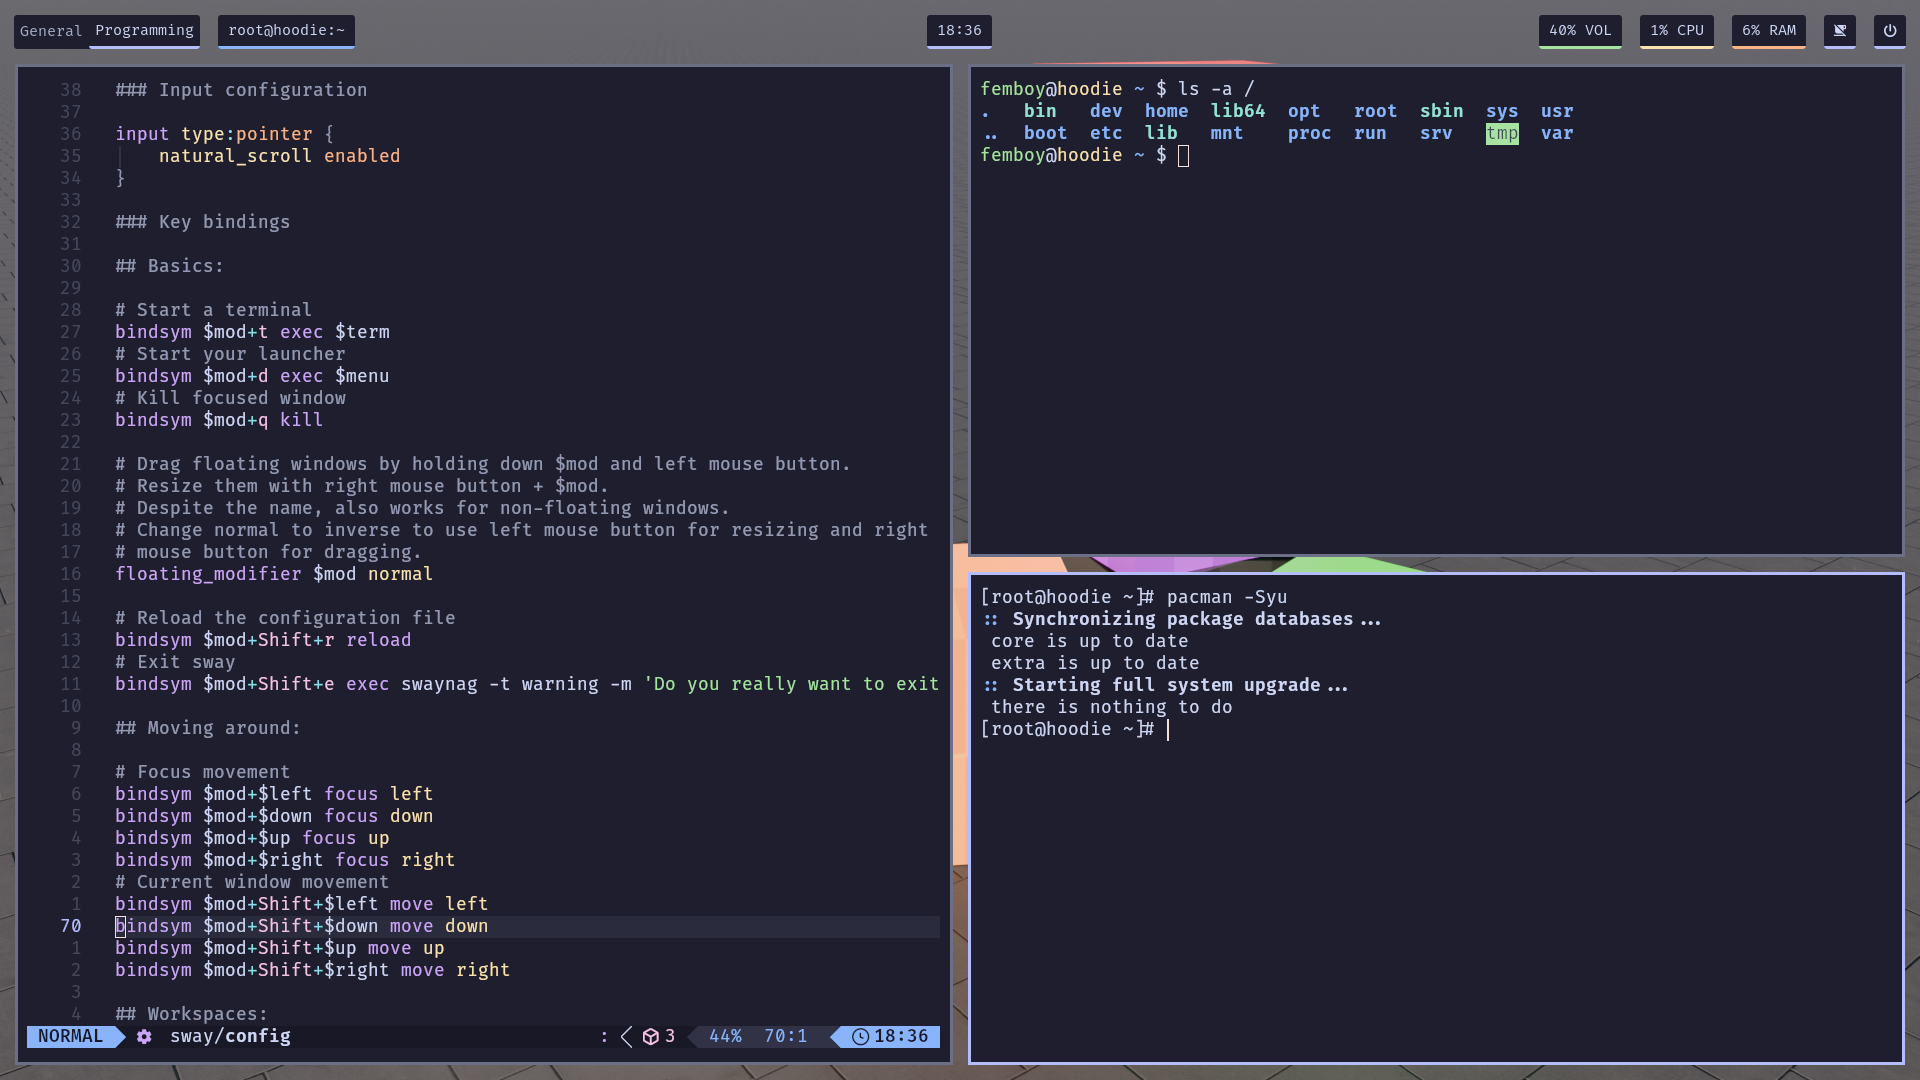 General Programming root@hoodie:~ 18:36 40% VOL 1% CPU 6% RAM
38 ### Input configuration
37
36 input type:pointer {
35 natural_scroll enabled
34 }
33
32 ### Key bindings
31
30 ## Basics:
29
28 # Start a terminal
27 bindsym $mod+t exec $term
26 # Start your launcher
25 bindsym $mod+d exec $menu
24 # Kill focused window
23 bindsym $mod+q kill
22
21 # Drag floating windows by holding down $mod and left mouse button.
20 # Resize them with right mouse button + $mod.
19 # Despite the name, also works for non-floating windows.
18 # Change normal to inverse to use left mouse button for resizing and right
17 # mouse button for dragging.
16 floating_modifier $mod normal
15
14 # Reload the configuration file
13 bindsym $mod+Shift+r reload
12 # Exit sway
11 bindsym $mod+Shift+e exec swaynag -t warning -m 'Do you really want to exit
10
9 ## Moving around:
8
7 # Focus movement
6 bindsym $mod+$left focus left
5 bindsym $mod+$down focus down
4 bindsym $mod+$up focus up
3 bindsym $mod+$right focus right
2 # Current window movement
1 bindsym $mod+Shift+$left move left
70 bindsym $mod+Shift+$down move down
1 bindsym $mod+Shift+$up move up
2 bindsym $mod+Shift+$right move right
3
4 ## Workspaces:
NORMAL sway/config : 3 44% 70:1 18:36
femboy@hoodie ~ $ ls -a /
. bin dev home lib64 opt root sbin sys usr
.. boot etc lib mnt proc run srv tmp var
femboy@hoodie ~ $
[root@hoodie ~]# pacman -Syu
:: Synchronizing package databases...
core is up to date
extra is up to date
:: Starting full system upgrade...
there is nothing to do
[root@hoodie ~]#